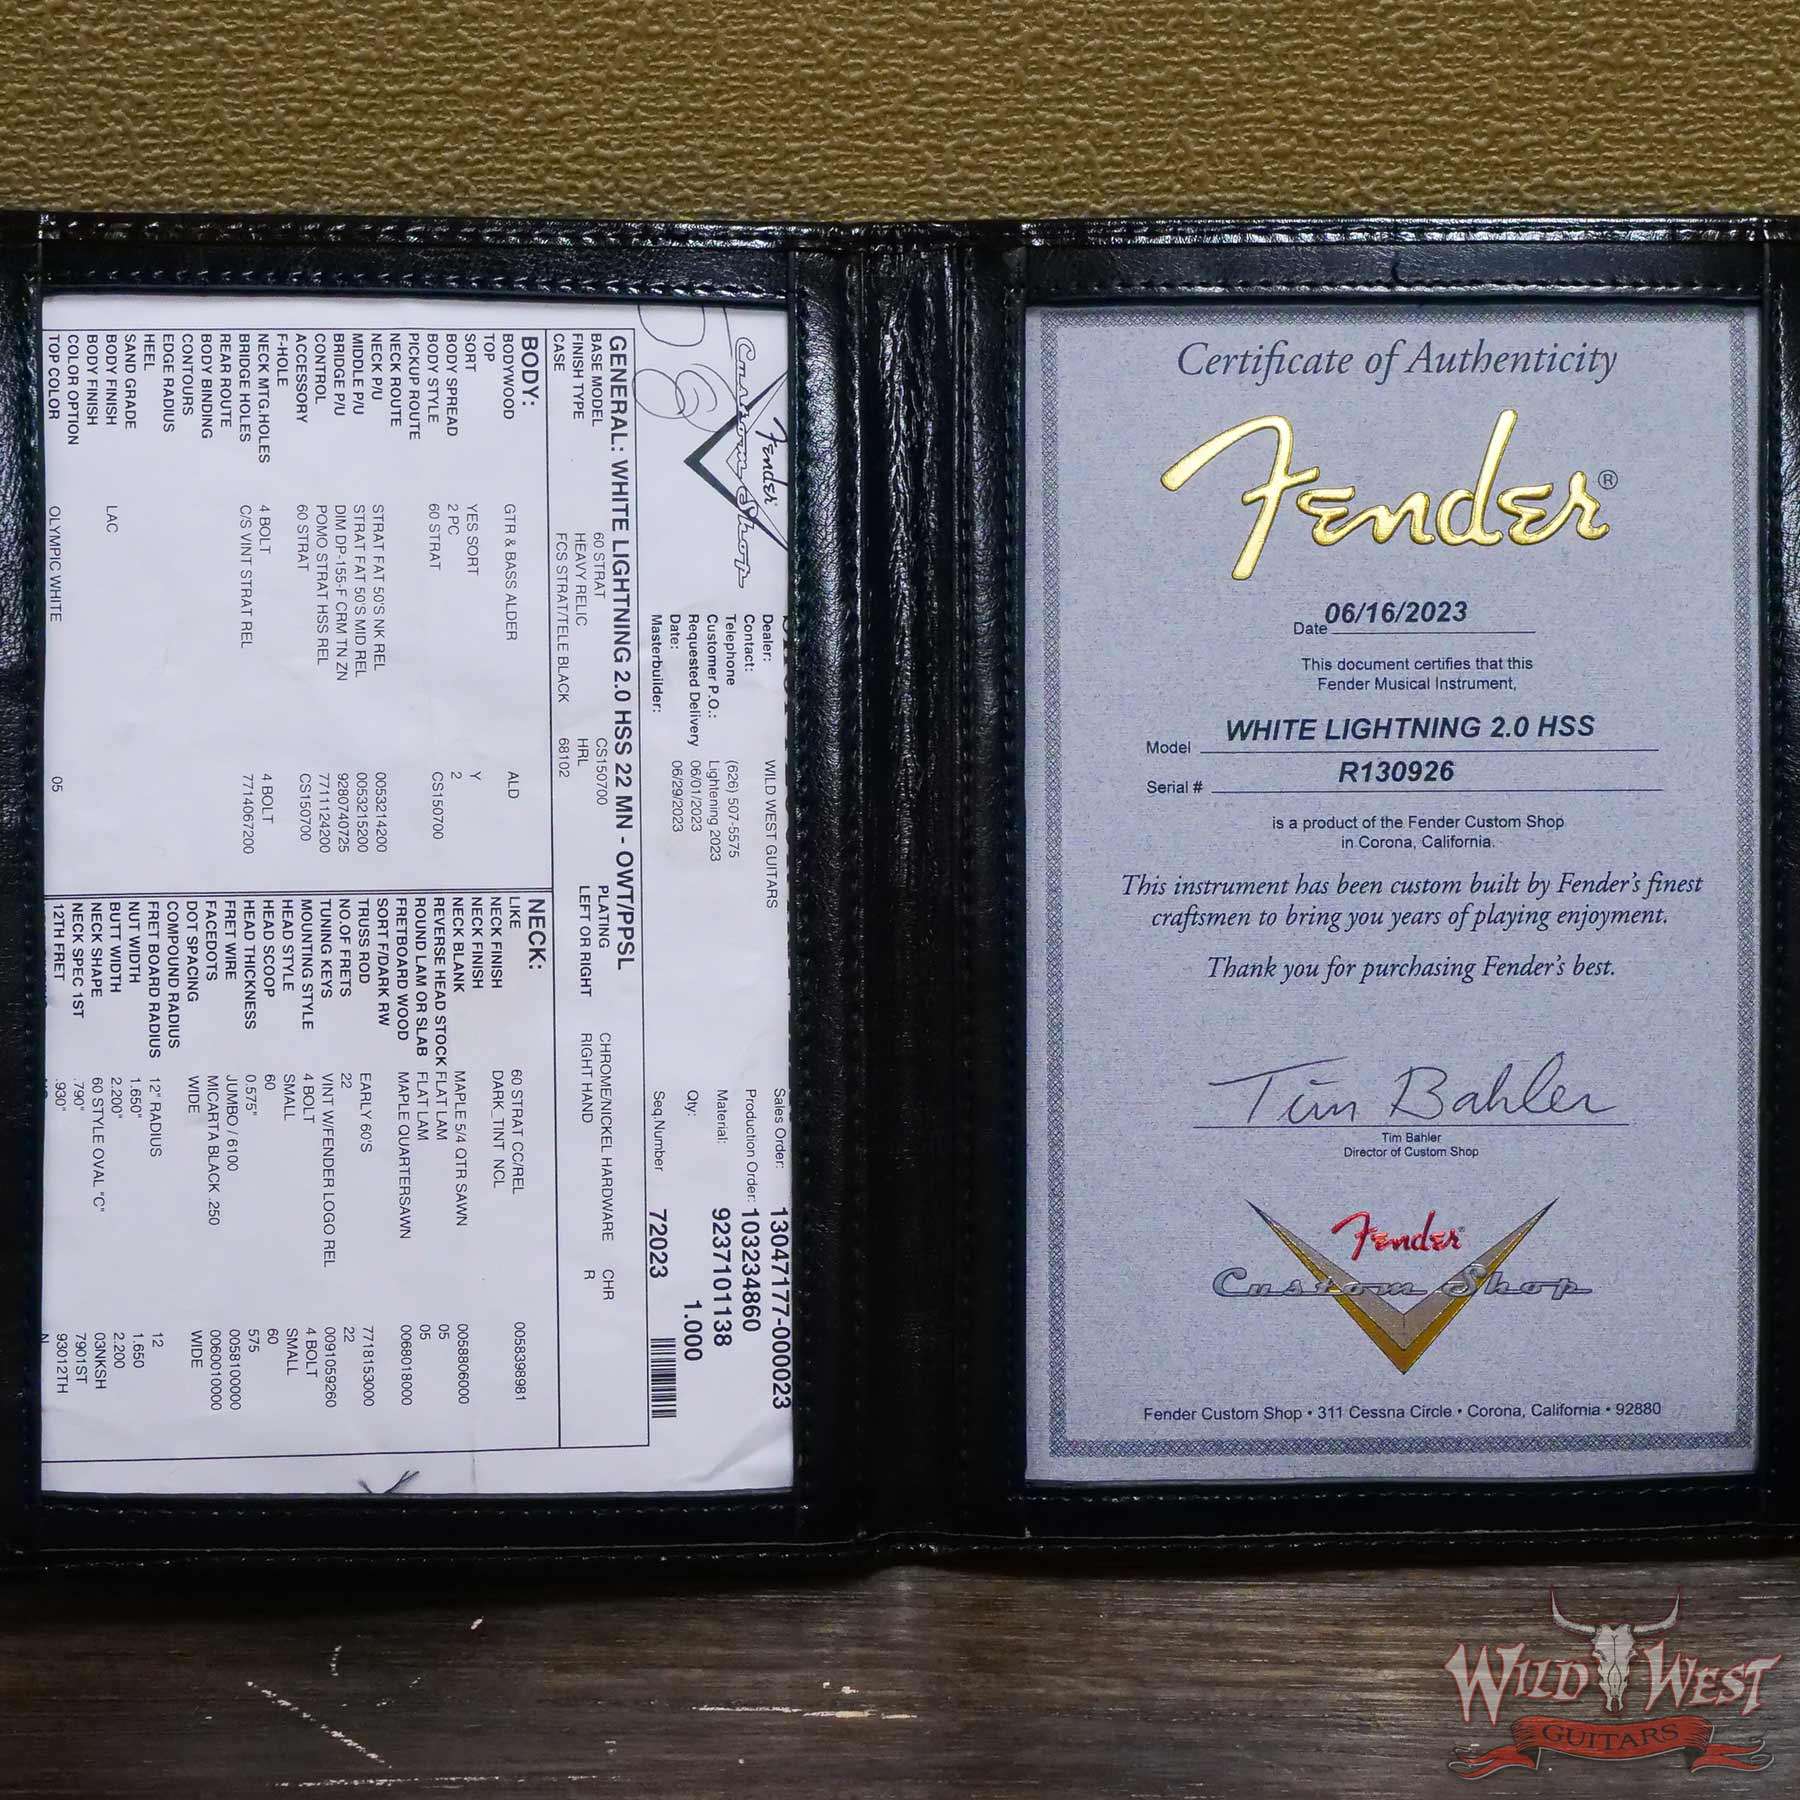 Fender
Custom Shop
Dealer: WILD WEST GUITARS
Contact:
Telephone (626) 507-5575
Customer P.O.: Lightening 2023
Requested Delivery 06/01/2023
Date: 06/29/2023
Masterbuilder:
Sales Order: 13047177-000023
Production Order: 103234860
Material: 9237101138
Qty: 1.000
Seq.Number 72023
GENERAL: WHITE LIGHTNING 2.0 HSS 22 MN - OWT/PPSL
BASE MODEL 60 STRAT CS150700 PLATING CHROME/NICKEL HARDWARE CHR
FINISH TYPE HEAVY RELIC HRL LEFT OR RIGHT RIGHT HAND R
CASE FCS STRAT/TELE BLACK 68102
BODY:
BODYWOOD GTR & BASS ALDER ALD
TOP
SORT YES SORT Y
BODY SPREAD 2 PC 2
BODY STYLE 60 STRAT CS150700
PICKUP ROUTE
NECK ROUTE
NECK P/U STRAT FAT 50'S NK REL 0053214200
MIDDLE P/U STRAT FAT 50'S MID REL 0053215200
BRIDGE P/U DIM DP-155-F CRM TN ZN 9280740725
CONTROL POMO STRAT HSS REL 7711124200
ACCESSORY 60 STRAT CS150700
F-HOLE
NECK MTG.HOLES 4 BOLT 4 BOLT
BRIDGE HOLES C/S VINT STRAT REL 7714067200
REAR ROUTE
BODY BINDING
CONTOURS
EDGE RADIUS
HEEL
SAND GRADE
BODY FINISH LAC
BODY FINISH
COLOR OPTION
TOP COLOR OLYMPIC WHITE 05
NECK:
LIKE 60 STRAT CC/REL 0058398981
NECK FINISH DARK_TINT NCL
NECK FINISH
NECK BLANK MAPLE 5/4 QTR SAWN 0058806000
REVERSE HEAD STOCK FLAT LAM 05
ROUND LAM OR SLAB FLAT LAM 05
FRETBOARD WOOD MAPLE QUARTERSAWN 0068018000
SORT F/DARK RW
TRUSS ROD EARLY 60'S 7718153000
NO.OF FRETS 22 22
TUNING KEYS VINT W/FENDER LOGO REL 0091059260
MOUNTING STYLE 4 BOLT 4 BOLT
HEAD STYLE SMALL SMALL
HEAD SCOOP 60 60
HEAD THICKNESS 0.575" 575
FRET WIRE JUMBO / 6100 0058100000
FACEDOTS MICARTA BLACK .250 0060010000
DOT SPACING WIDE WIDE
COMPOUND RADIUS
FRET BOARD RADIUS 12" RADIUS 12
NUT WIDTH 1.650" 1.650
BUTT WIDTH 2.200" 2.200
NECK SHAPE 60 STYLE OVAL "C" 03NKSH
NECK SPEC 1ST .790" 7901ST
12TH FRET .930" 93012TH
Certificate of Authenticity
Fender®
Date 06/16/2023
This document certifies that this
Fender Musical Instrument,
Model WHITE LIGHTNING 2.0 HSS
Serial # R130926
is a product of the Fender Custom Shop
in Corona, California.
This instrument has been custom built by Fender's finest
craftsmen to bring you years of playing enjoyment.
Thank you for purchasing Fender's best.
Tim Bahler
Tim Bahler
Director of Custom Shop
Fender
Custom Shop
Fender Custom Shop • 311 Cessna Circle • Corona, California • 92880
WILD WEST
GUITARS